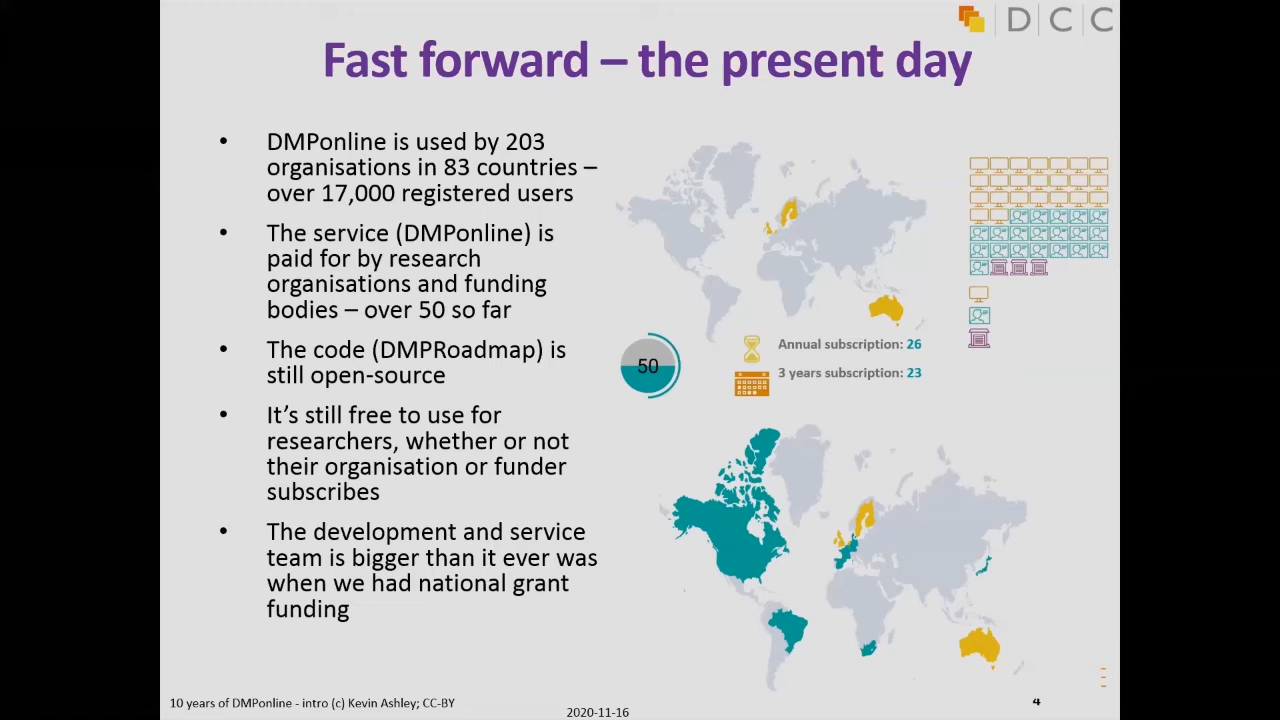 DCC
Fast forward – the present day
• DMPonline is used by 203
organisations in 83 countries –
over 17,000 registered users
• The service (DMPonline) is
paid for by research
organisations and funding
bodies – over 50 so far
• The code (DMPRoadmap) is
still open-source
• It’s still free to use for
researchers, whether or not
their organisation or funder
subscribes
• The development and service
team is bigger than it ever was
when we had national grant
funding
50
Annual subscription: 26
3 years subscription: 23
10 years of DMPonline - intro (c) Kevin Ashley; CC-BY
2020-11-16
4